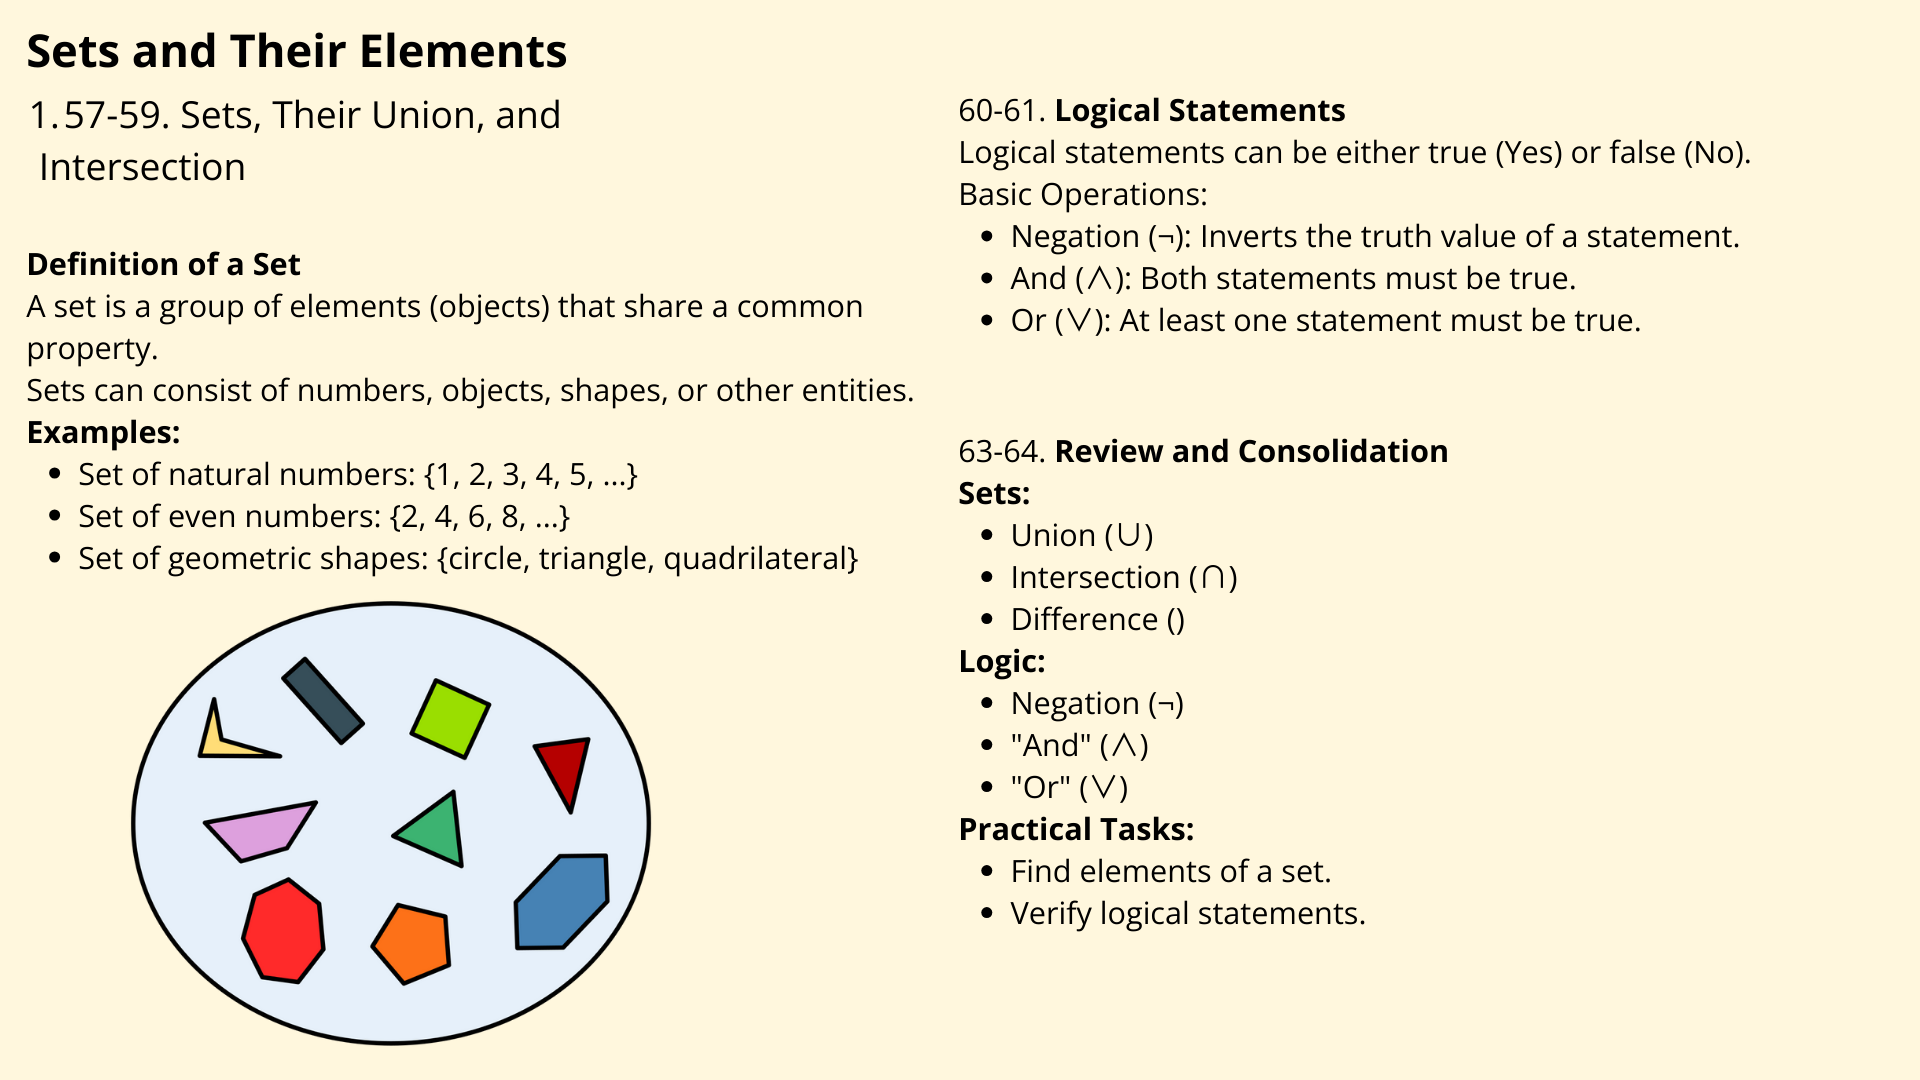 Sets and Their Elements
1. 57-59. Sets, Their Union, and
Intersection
Definition of a Set
A set is a group of elements (objects) that share a common
property.
Sets can consist of numbers, objects, shapes, or other entities.
Examples:
• Set of natural numbers: {1, 2, 3, 4, 5, ...}
• Set of even numbers: {2, 4, 6, 8, ...}
• Set of geometric shapes: {circle, triangle, quadrilateral}
60-61. Logical Statements
Logical statements can be either true (Yes) or false (No).
Basic Operations:
• Negation (¬): Inverts the truth value of a statement.
• And (∧): Both statements must be true.
• Or (∨): At least one statement must be true.
63-64. Review and Consolidation
Sets:
• Union (∪)
• Intersection (∩)
• Difference ()
Logic:
• Negation (¬)
• "And" (∧)
• "Or" (∨)
Practical Tasks:
• Find elements of a set.
• Verify logical statements.